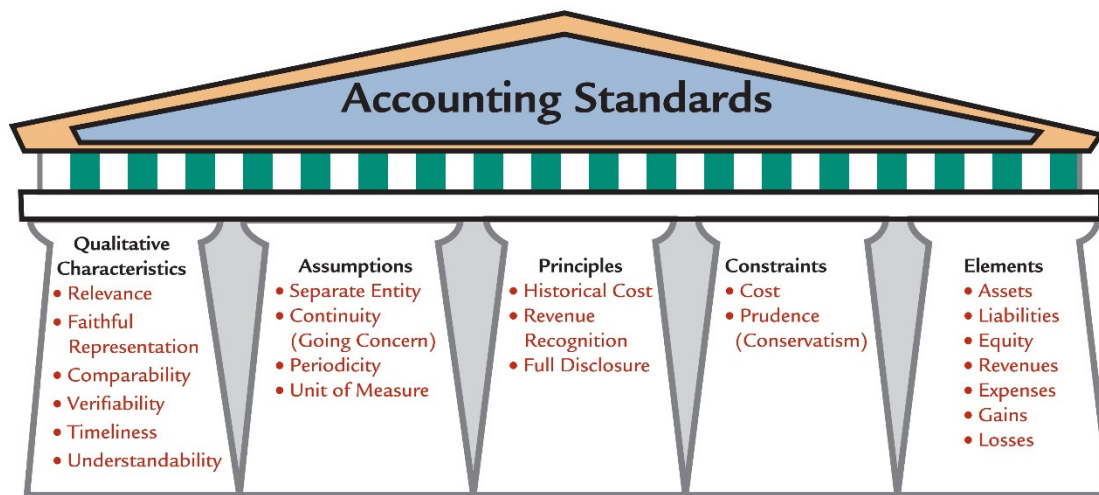 Accounting Standards
Qualitative
Characteristics
• Relevance
• Faithful
Representation
• Comparability
• Verifiability
• Timeliness
• Understandability
Assumptions
• Separate Entity
• Continuity
(Going Concern)
• Periodicity
• Unit of Measure
Principles
• Historical Cost
• Revenue
Recognition
• Full Disclosure
Constraints
• Cost
• Prudence
(Conservatism)
Elements
• Assets
• Liabilities
• Equity
• Revenues
• Expenses
• Gains
• Losses